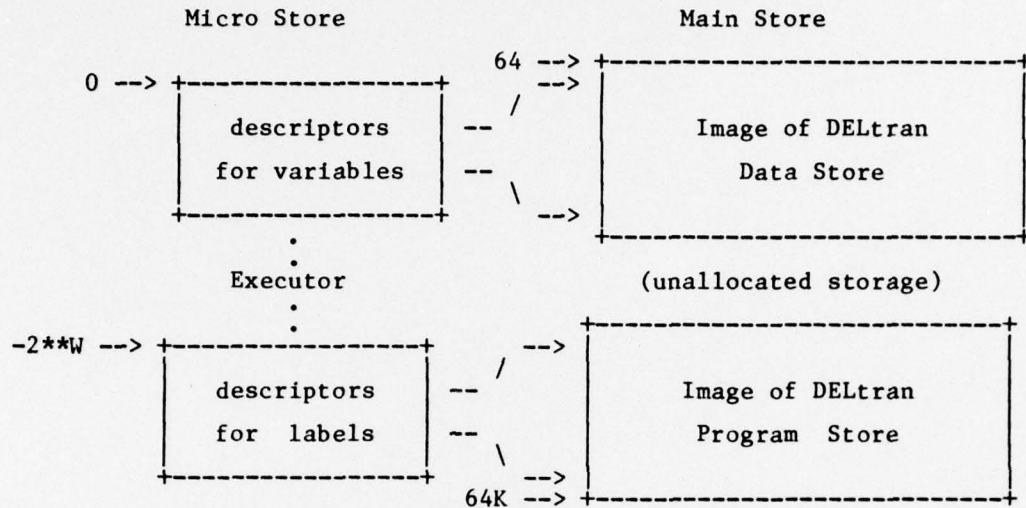 Micro Store Main Store
64 -->
0 -->
descriptors Image of DELtran
for variables Data Store
Executor (unallocated storage)
-2**W -->
descriptors Image of DELtran
for labels Program Store
64K -->